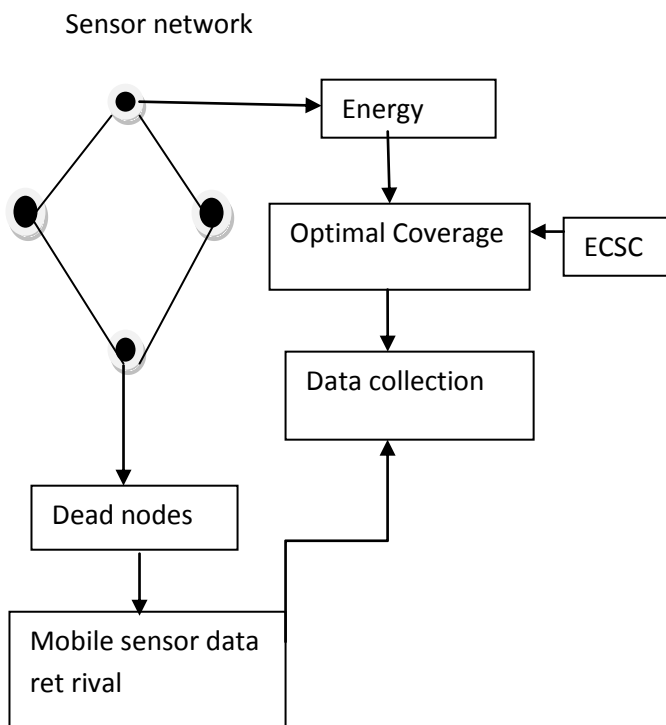 Sensor network
Energy
Optimal Coverage
ECSC
Data collection
Dead nodes
Mobile sensor data
ret rival